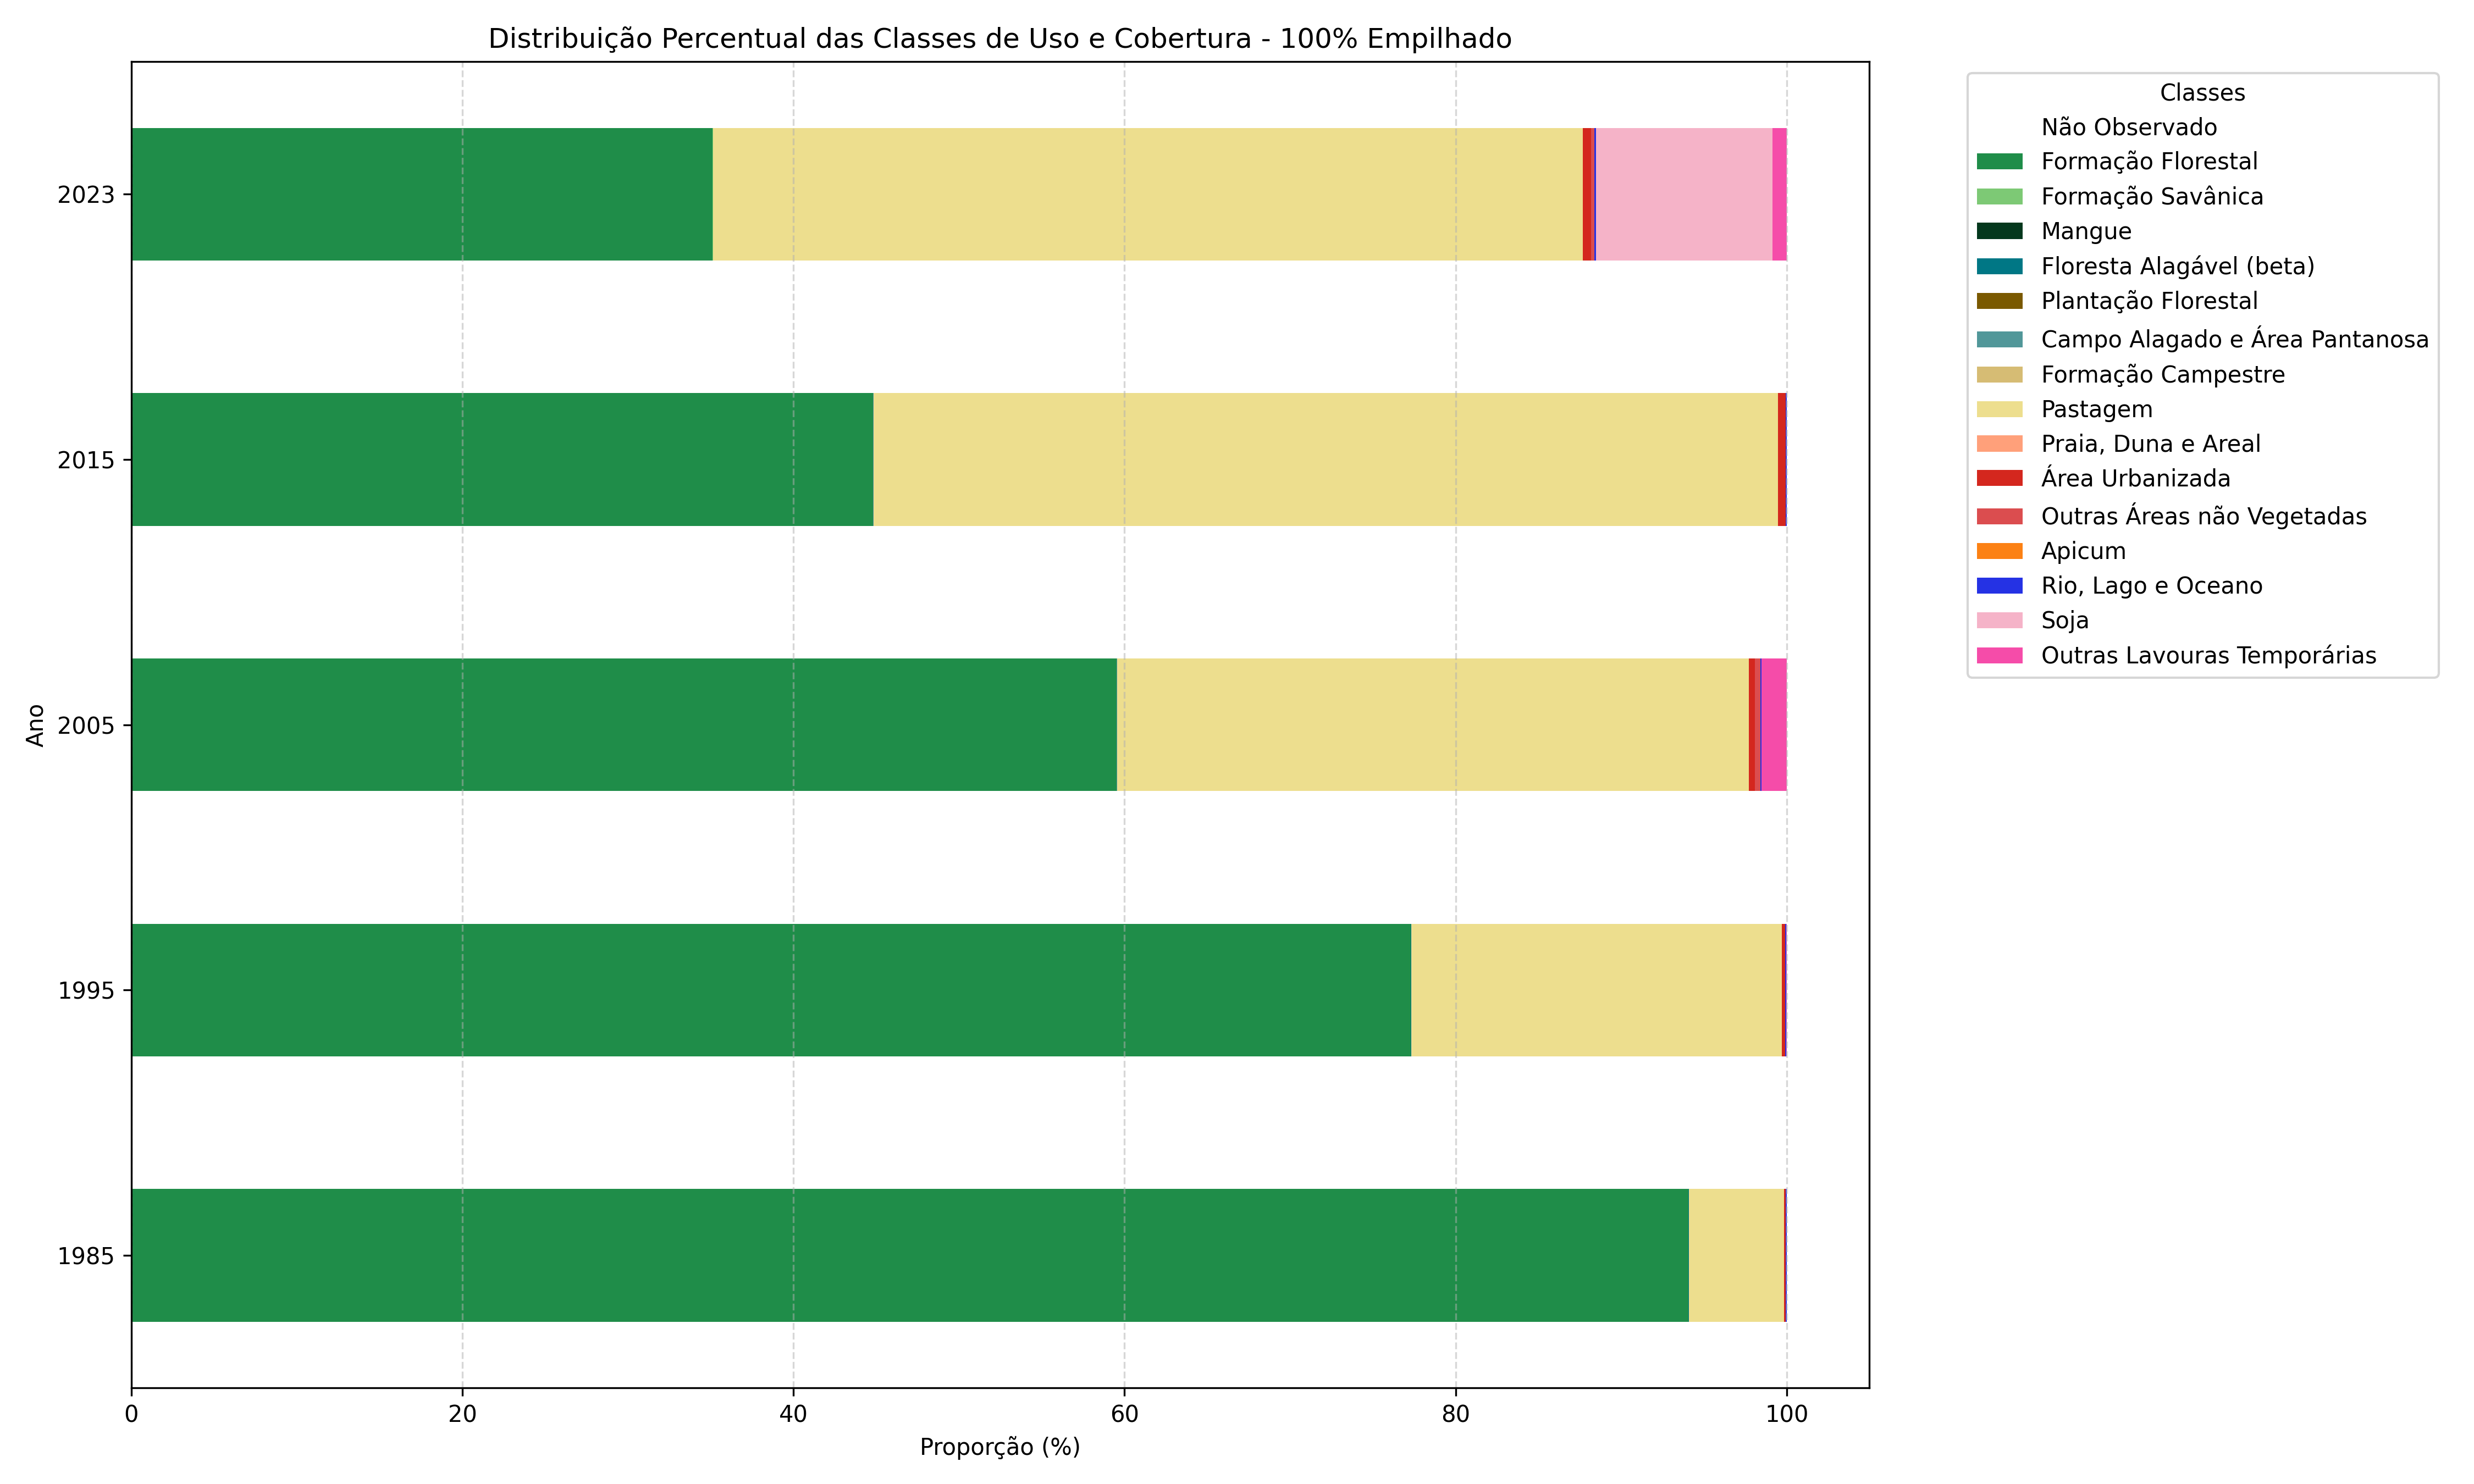 Distribuição Percentual das Classes de Uso e Cobertura - 100% Empilhado
Classes
Não Observado
Formação Florestal
Formação Savânica
Mangue
Floresta Alagável (beta)
Plantação Florestal
Campo Alagado e Área Pantanosa
Formação Campestre
Pastagem
Praia, Duna e Areal
Área Urbanizada
Outras Áreas não Vegetadas
Apicum
Rio, Lago e Oceano
Soja
Outras Lavouras Temporárias
Ano
2023
2015
2005
1995
1985
0 20 40 60 80 100
Proporção (%)